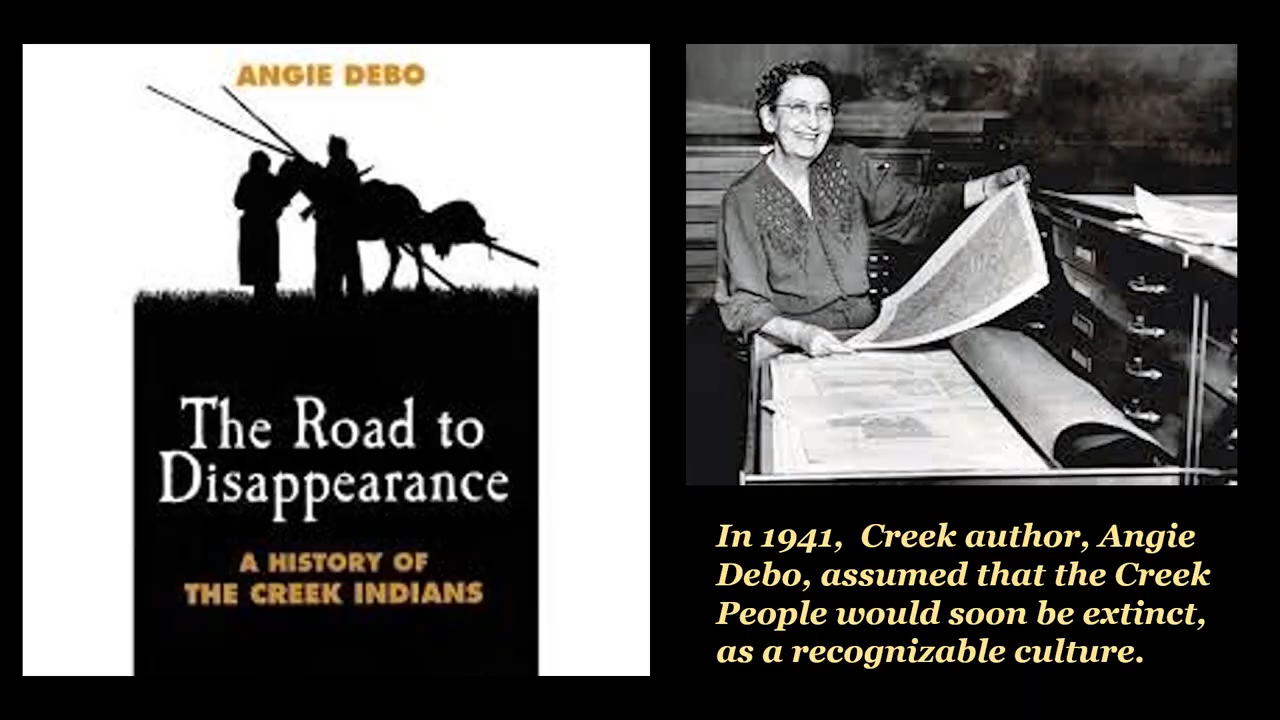 ANGIE DEBO
The Road to
Disappearance
A HISTORY OF
THE CREEK INDIANS
In 1941,  Creek author, Angie
Debo, assumed that the Creek
People would soon be extinct,
as a recognizable culture.